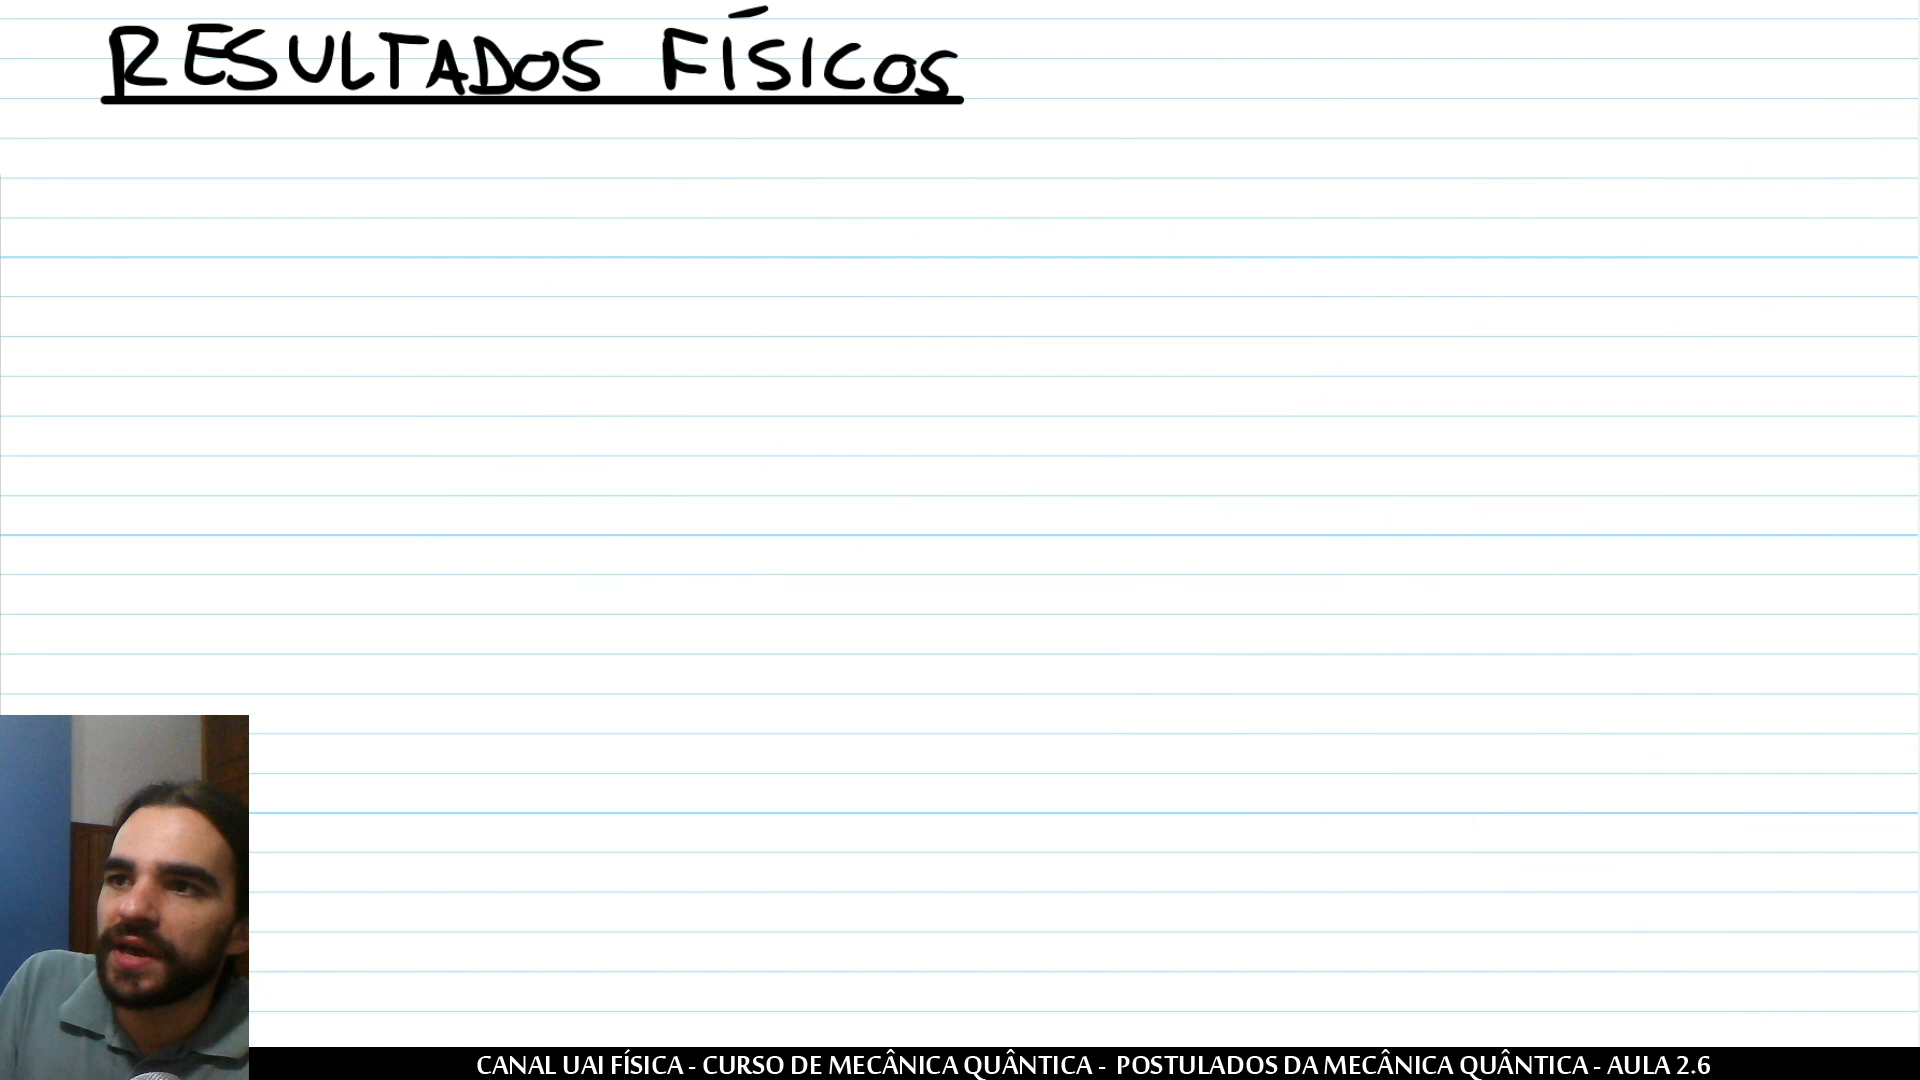 RESULTADOS FÍSICOS
CANAL UAI FÍSICA - CURSO DE MECÂNICA QUÂNTICA - POSTULADOS DA MECÂNICA QUÂNTICA - AULA 2.6